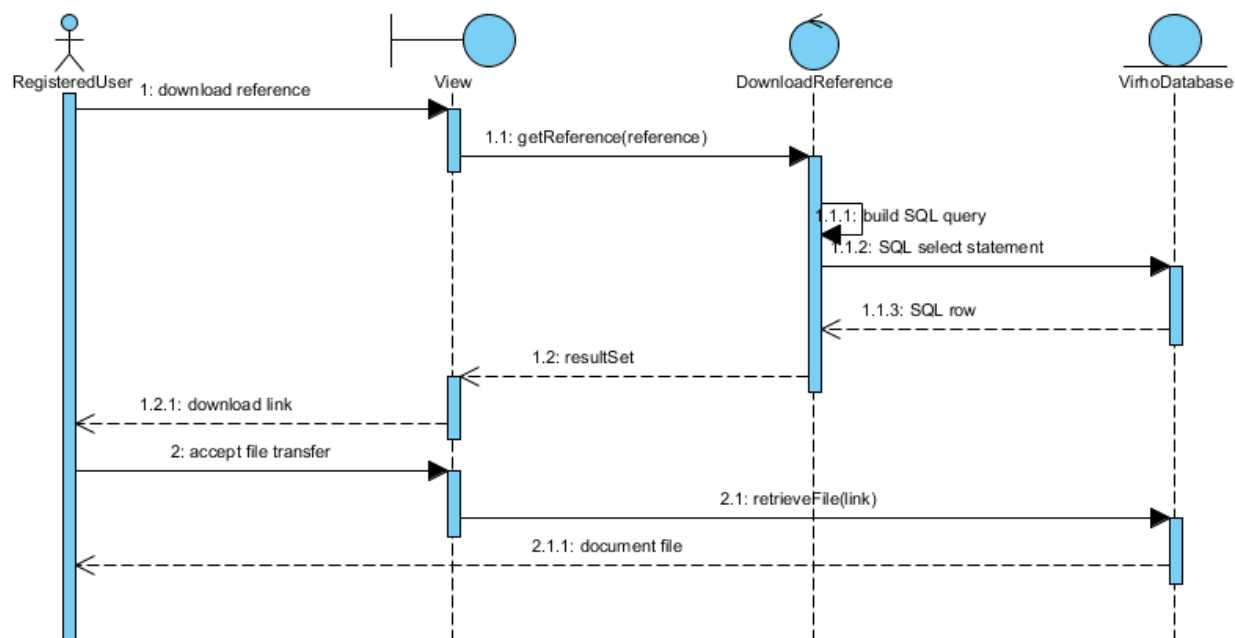 RegisteredUser
View
DownloadReference
VirhoDatabase
1: download reference
1.1: getReference(reference)
1.1.1: build SQL query
1.1.2: SQL select statement
1.1.3: SQL row
1.2: resultSet
1.2.1: download link
2: accept file transfer
2.1: retrieveFile(link)
2.1.1: document file